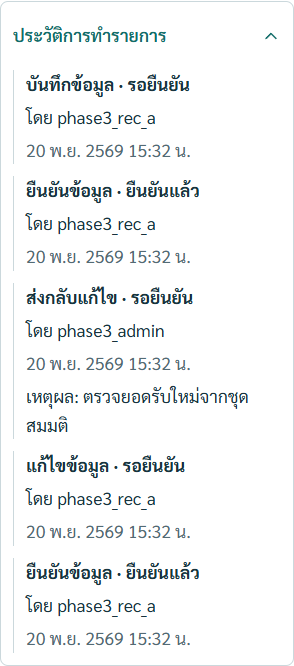 ประวัติการทำรายการ
บันทึกข้อมูล · รอยืนยัน
โดย phase3_rec_a
20 พ.ย. 2569 15:32 น.
ยืนยันข้อมูล · ยืนยันแล้ว
โดย phase3_rec_a
20 พ.ย. 2569 15:32 น.
ส่งกลับแก้ไข · รอยืนยัน
โดย phase3_admin
20 พ.ย. 2569 15:32 น.
เหตุผล: ตรวจยอดรับใหม่จากชุด
สมมติ
แก้ไขข้อมูล · รอยืนยัน
โดย phase3_rec_a
20 พ.ย. 2569 15:32 น.
ยืนยันข้อมูล · ยืนยันแล้ว
โดย phase3_rec_a
20 พ.ย. 2569 15:32 น.